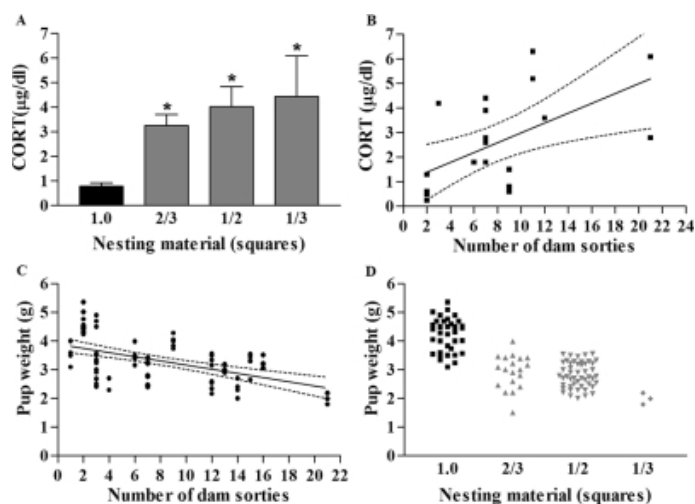 A
CORT(μg/dl)
7
6
5
4
3
2
1
0
* * *
1.0 2/3 1/2 1/3
Nesting material (squares)
B
CORT (μg/dl)
7
6
5
4
3
2
1
0
0 2 4 6 8 10 12 14 16 18 20 22 24
Number of dam sorties
C
Pup weight (g)
6
5
4
3
2
1
0
0 2 4 6 8 10 12 14 16 18 20 22
Number of dam sorties
D
Pup weight (g)
6
5
4
3
2
1
0
1.0 2/3 1/2 1/3
Nesting material (squares)